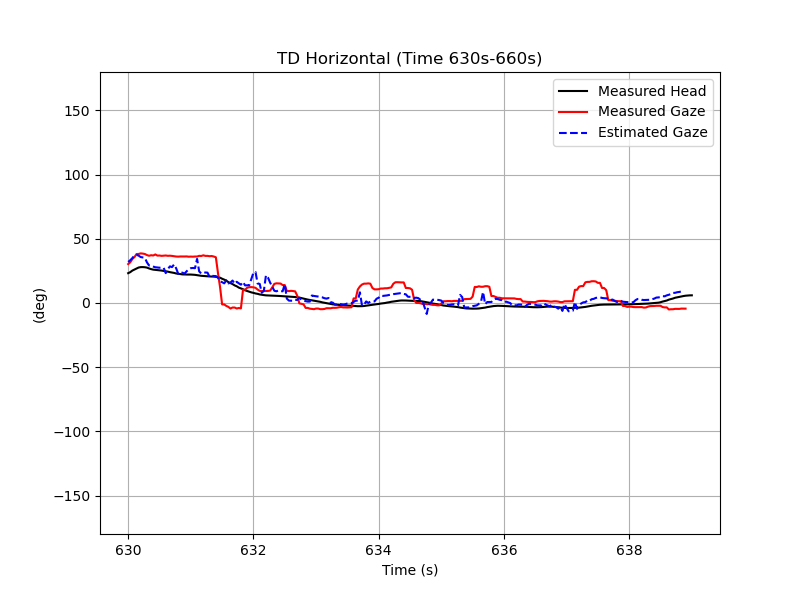 TD Horizontal (Time 630s-660s)
Measured Head
Measured Gaze
Estimated Gaze
150
100
50
0
−50
−100
−150
(deg)
630 632 634 636 638
Time (s)